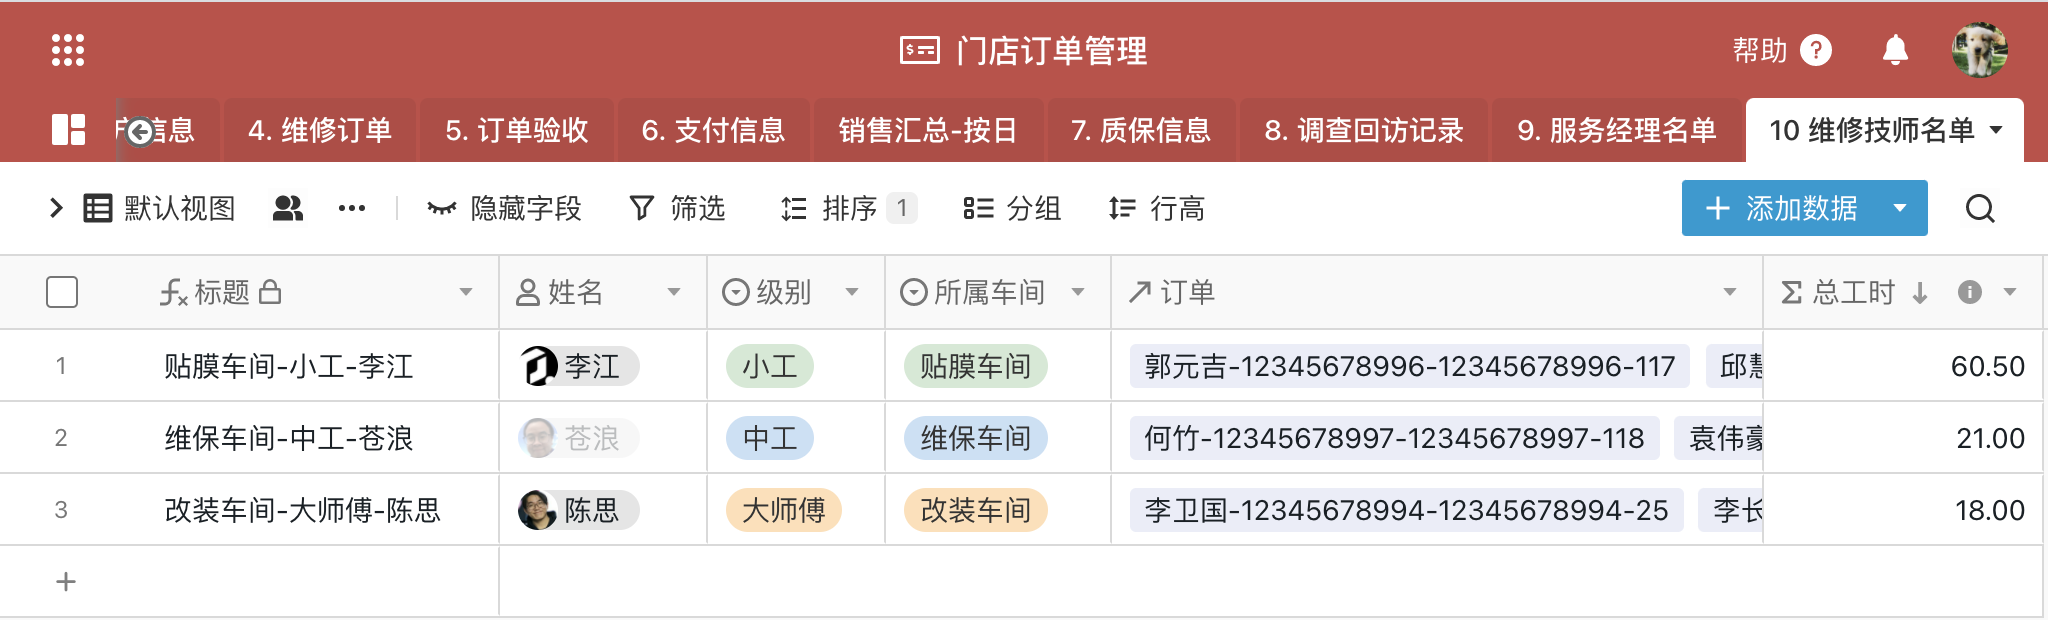 门店订单管理
帮助
信息
4. 维修订单
5. 订单验收
6. 支付信息
销售汇总-按日
7. 质保信息
8. 调查回访记录
9. 服务经理名单
10 维修技师名单
默认视图
隐藏字段
筛选
排序 1
分组
行高
添加数据
标题 姓名 级别 所属车间 订单 总工时
1 贴膜车间-小工-李江 李江 小工 贴膜车间 郭元吉-12345678996-12345678996-117 邱慧 60.50
2 维保车间-中工-苍浪 苍浪 中工 维保车间 何竹-12345678997-12345678997-118 袁伟豪 21.00
3 改装车间-大师傅-陈思 陈思 大师傅 改装车间 李卫国-12345678994-12345678994-25 李长 18.00